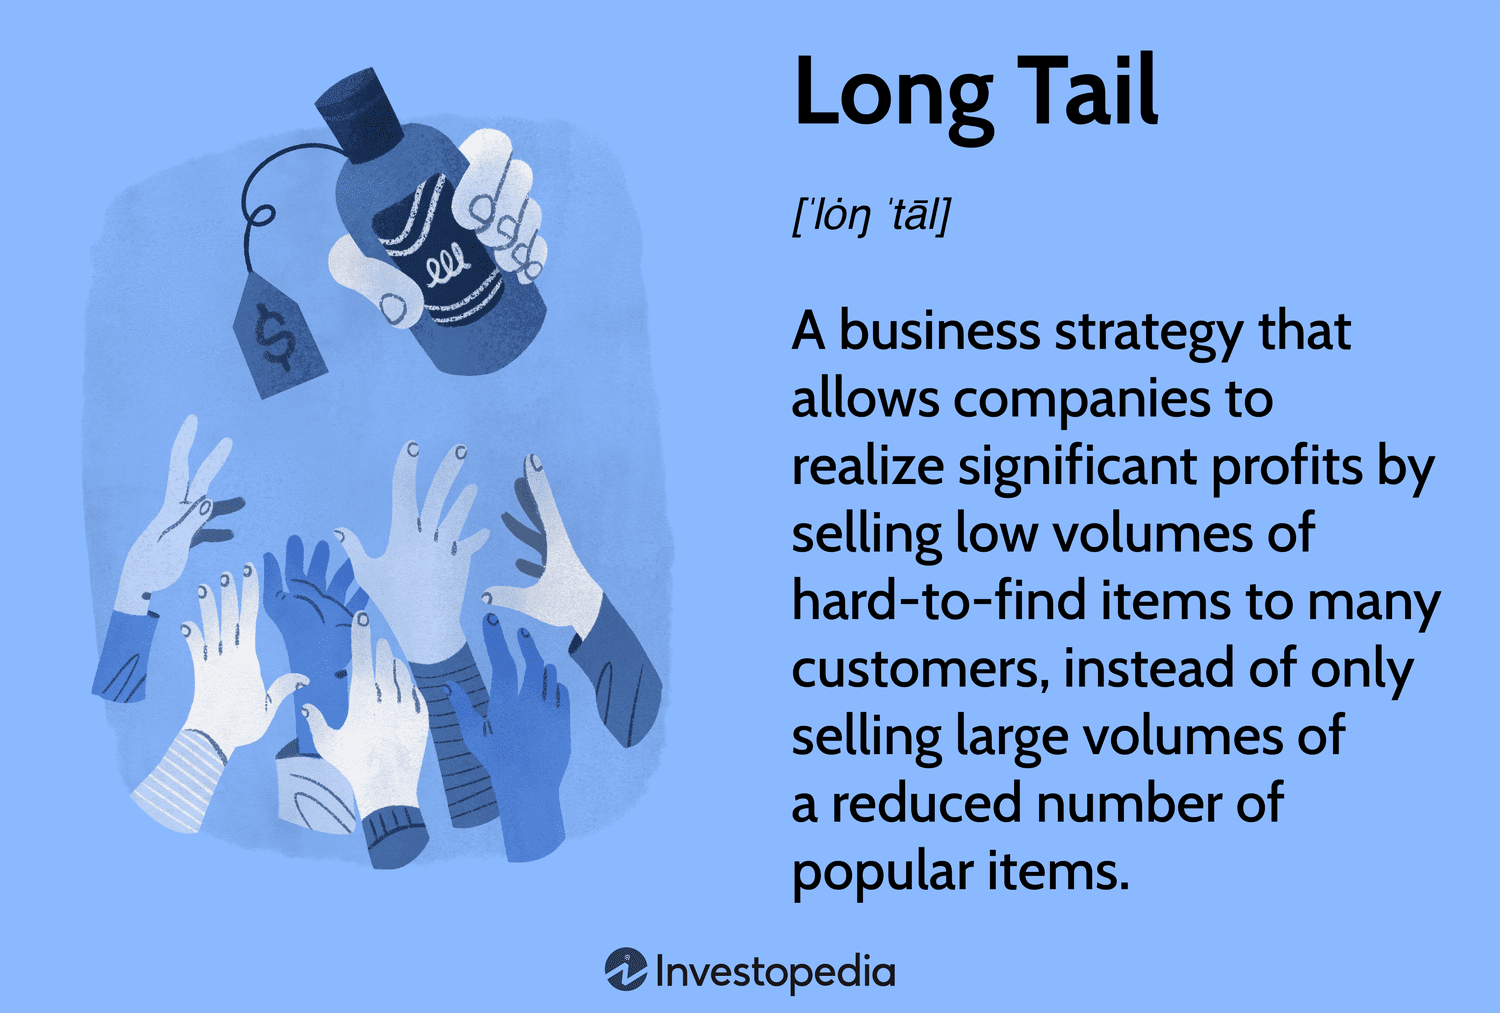 Long Tail
[ˈlȯŋ ˈtāl]
A business strategy that
allows companies to
realize significant profits by
selling low volumes of
hard-to-find items to many
customers, instead of only
selling large volumes of
a reduced number of
popular items.
$
Investopedia